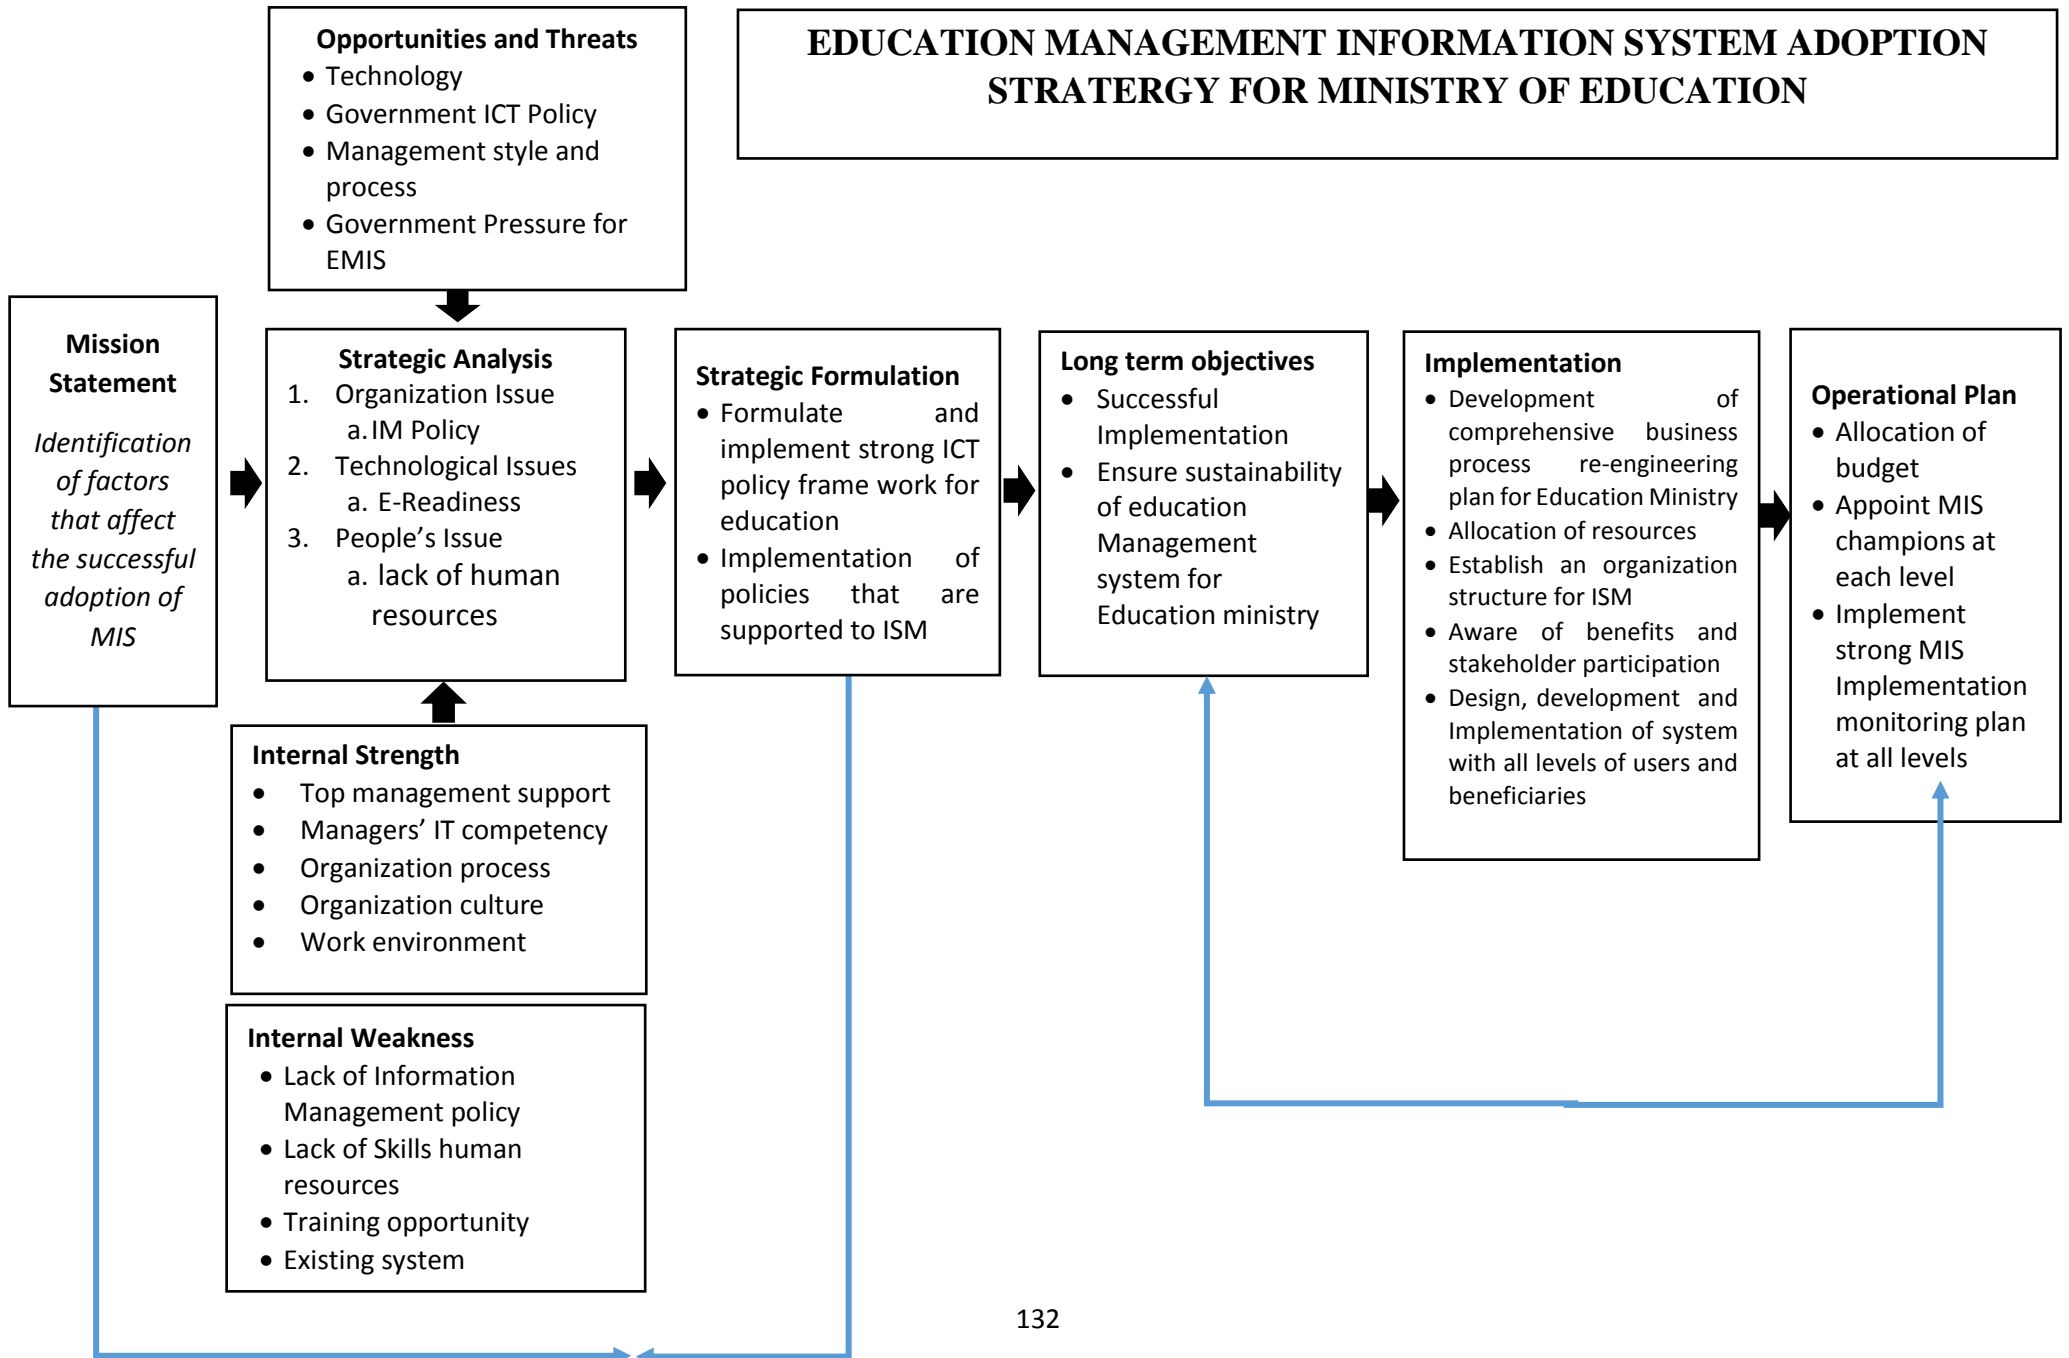 Opportunities and Threats
• Technology
• Government ICT Policy
• Management style and
process
• Government Pressure for
EMIS
EDUCATION MANAGEMENT INFORMATION SYSTEM ADOPTION
STRATERGY FOR MINISTRY OF EDUCATION
Mission
Statement
Identification
of factors
that affect
the successful
adoption of
MIS
Strategic Analysis
1. Organization Issue
a. IM Policy
2. Technological Issues
a. E-Readiness
3. People’s Issue
a. lack of human
resources
Strategic Formulation
• Formulate and
implement strong ICT
policy frame work for
education
• Implementation of
policies that are
supported to ISM
Long term objectives
• Successful
Implementation
• Ensure sustainability
of education
Management
system for
Education ministry
Implementation
• Development of
comprehensive business
process re-engineering
plan for Education Ministry
• Allocation of resources
• Establish an organization
structure for ISM
• Aware of benefits and
stakeholder participation
• Design, development and
Implementation of system
with all levels of users and
beneficiaries
Operational Plan
• Allocation of
budget
• Appoint MIS
champions at
each level
• Implement
strong MIS
Implementation
monitoring plan
at all levels
Internal Strength
• Top management support
• Managers’ IT competency
• Organization process
• Organization culture
• Work environment
Internal Weakness
• Lack of Information
Management policy
• Lack of Skills human
resources
• Training opportunity
• Existing system
132